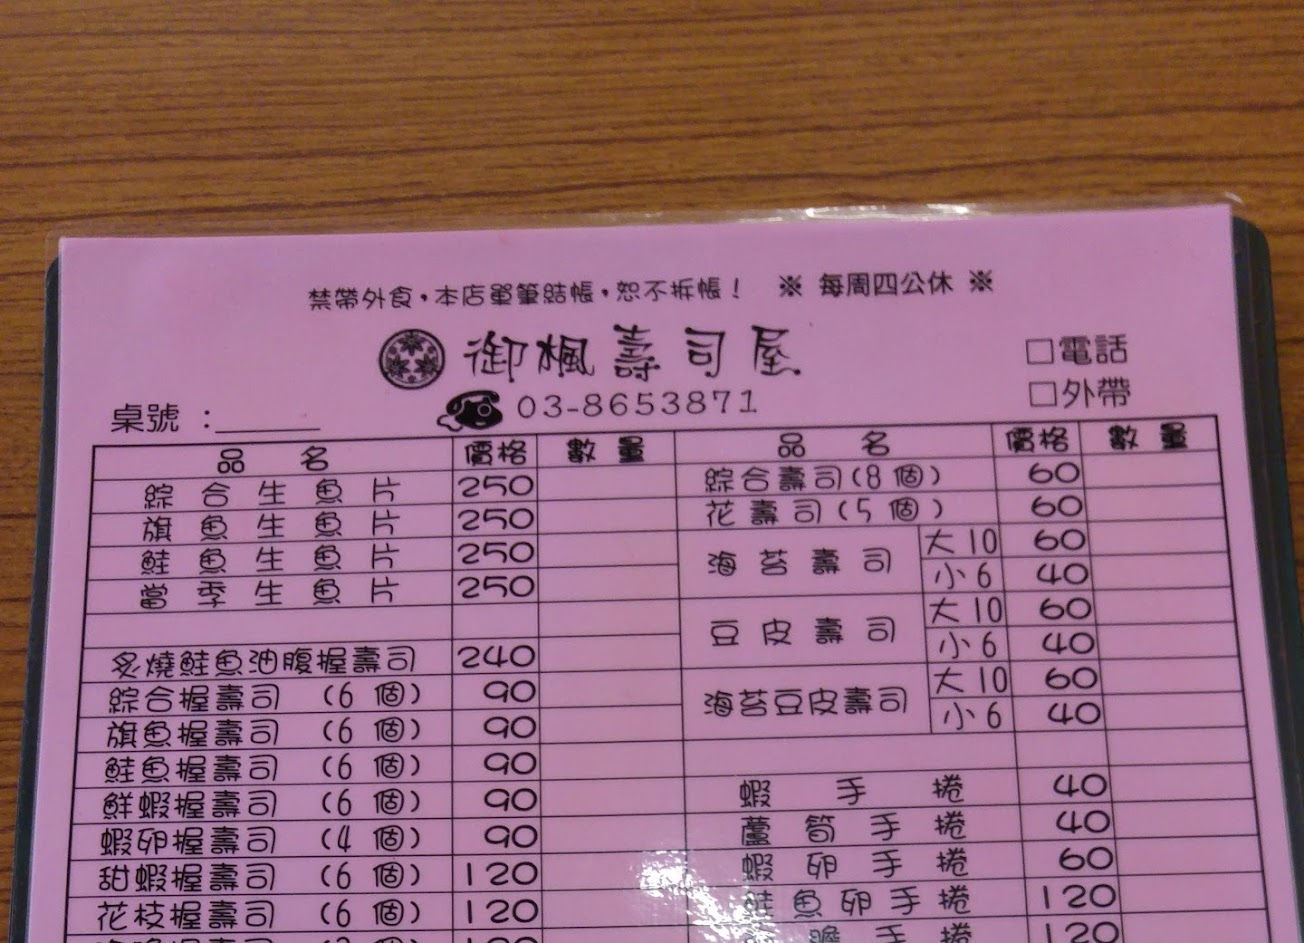 禁帶外食，本店單筆結帳，恕不拆帳！ ※ 每周四公休 ※
御楓壽司屋
□電話
□外帶
03-8653871
桌號：
品名 價格 數量
綜合生魚片 250
旗魚生魚片 250
鮭魚生魚片 250
當季生魚片 250
炙燒鮭魚油腹握壽司 240
綜合握壽司 (6個) 90
旗魚握壽司 (6個) 90
鮭魚握壽司 (6個) 90
鮮蝦握壽司 (6個) 90
蝦卵握壽司 (4個) 90
甜蝦握壽司 (6個) 120
花枝握壽司 (6個) 120
品名 價格 數量
綜合壽司(8個) 60
花壽司(5個) 60
海苔壽司 大10 60
小6 40
豆皮壽司 大10 60
小6 40
海苔豆皮壽司 大10 60
小6 40
蝦手捲 40
蘆筍手捲 40
蝦卵手捲 60
鮭魚卵手捲 120
手捲 120